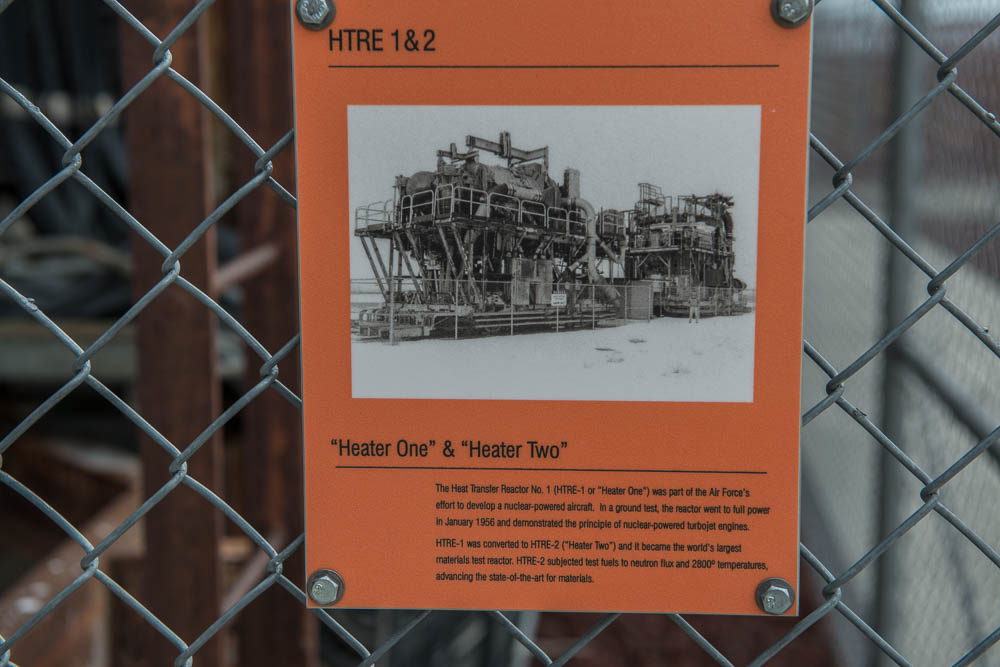 HTRE 1&2
"Heater One" & "Heater Two"
The Heat Transfer Reactor No. 1 (HTRE-1 or "Heater One") was part of the Air Force's
effort to develop a nuclear-powered aircraft. In a ground test, the reactor went to full power
in January 1956 and demonstrated the principle of nuclear-powered turbojet engines.
HTRE-1 was converted to HTRE-2 ("Heater Two") and it became the world's largest
materials test reactor. HTRE-2 subjected test fuels to neutron flux and 2800º temperatures,
advancing the state-of-the-art for materials.